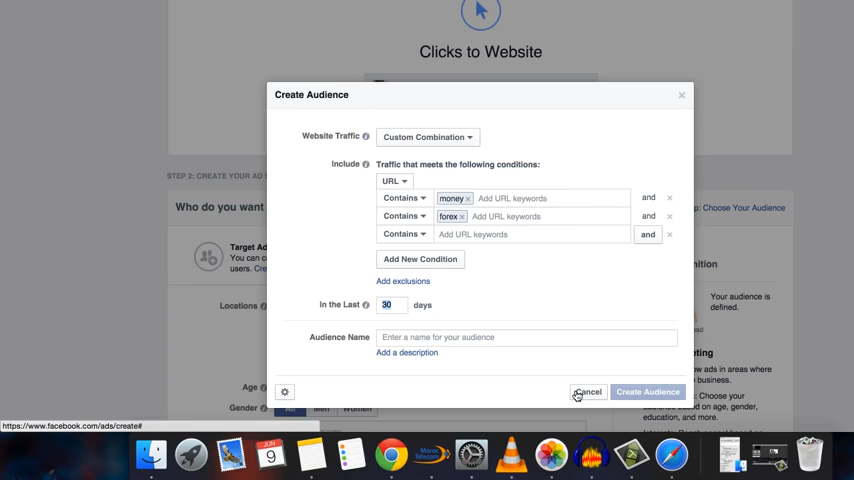 Clicks to Website
Create Audience ×
Website Traffic i Custom Combination
Include i Traffic that meets the following conditions:
URL
Contains money × Add URL keywords and ×
Contains forex × Add URL keywords and ×
Contains Add URL keywords and ×
Add New Condition
Add exclusions
In the Last i 30 days
Audience Name Enter a name for your audience
Add a description
Cancel Create Audience
STEP 2: CREATE YOUR AD
Who do you want
p: Choose Your Audience
Target Ad
You can c
users. Cre
Locations
Age
Gender All Men Women
nition
Your audience is
defined.
eting
ow ads in areas where
business.
: Choose your
gender,
education,
https://www.facebook.com/ads/create#
JUN
9
Maroc
Telecom